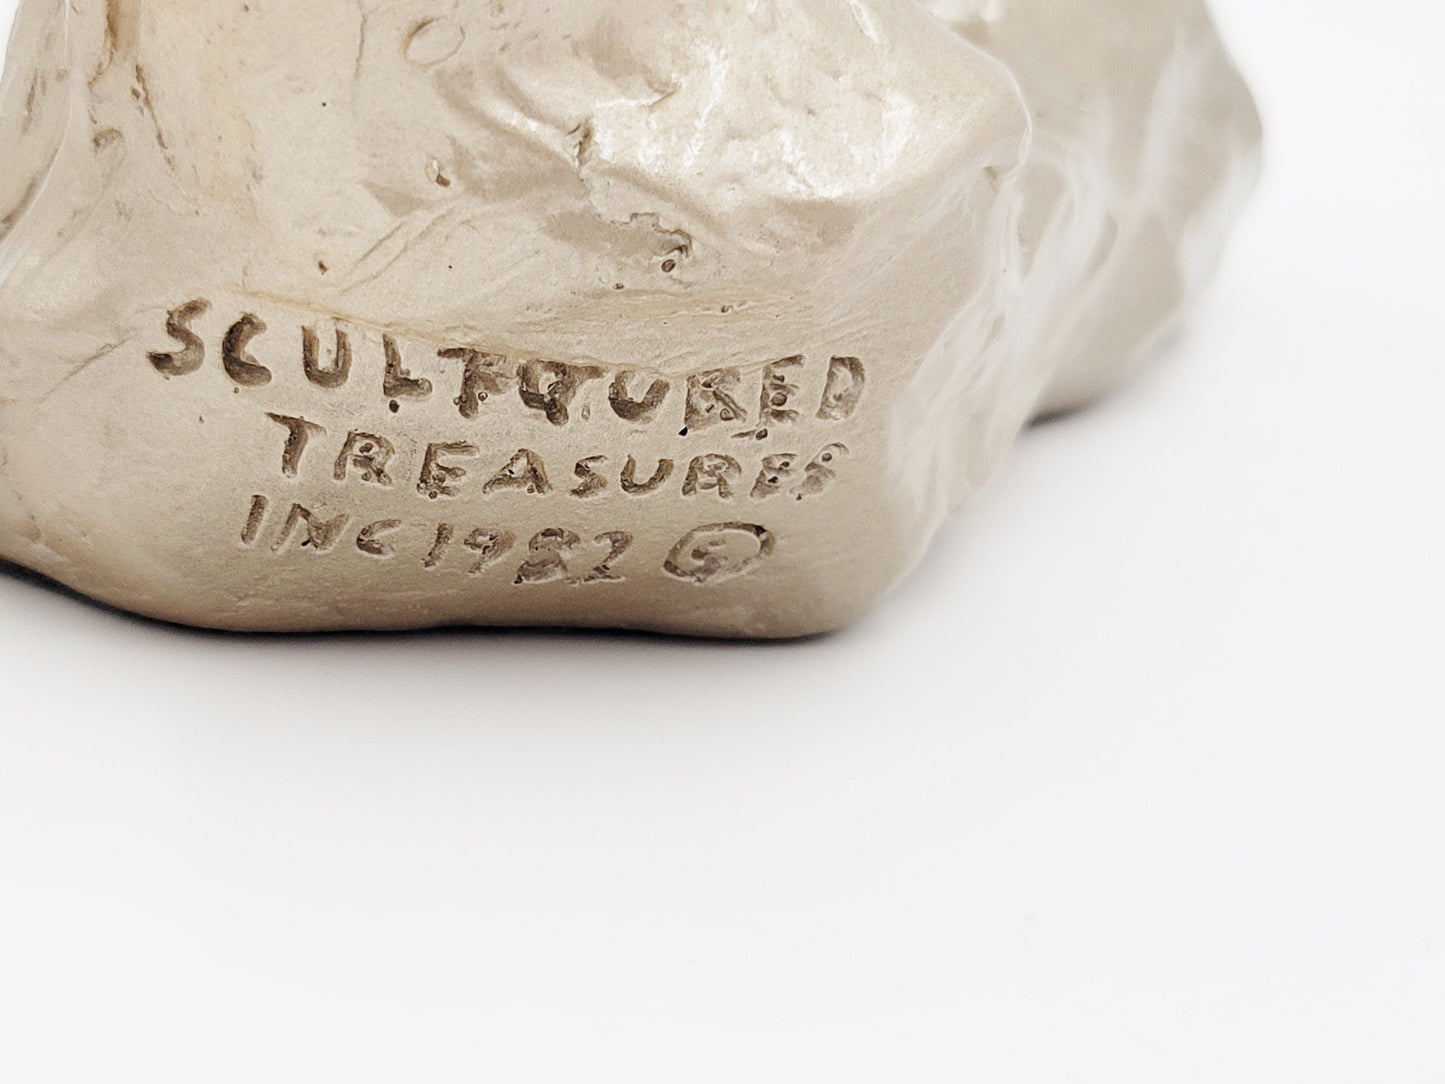 SCULPTURED
TREASURES
INC 1982 ©